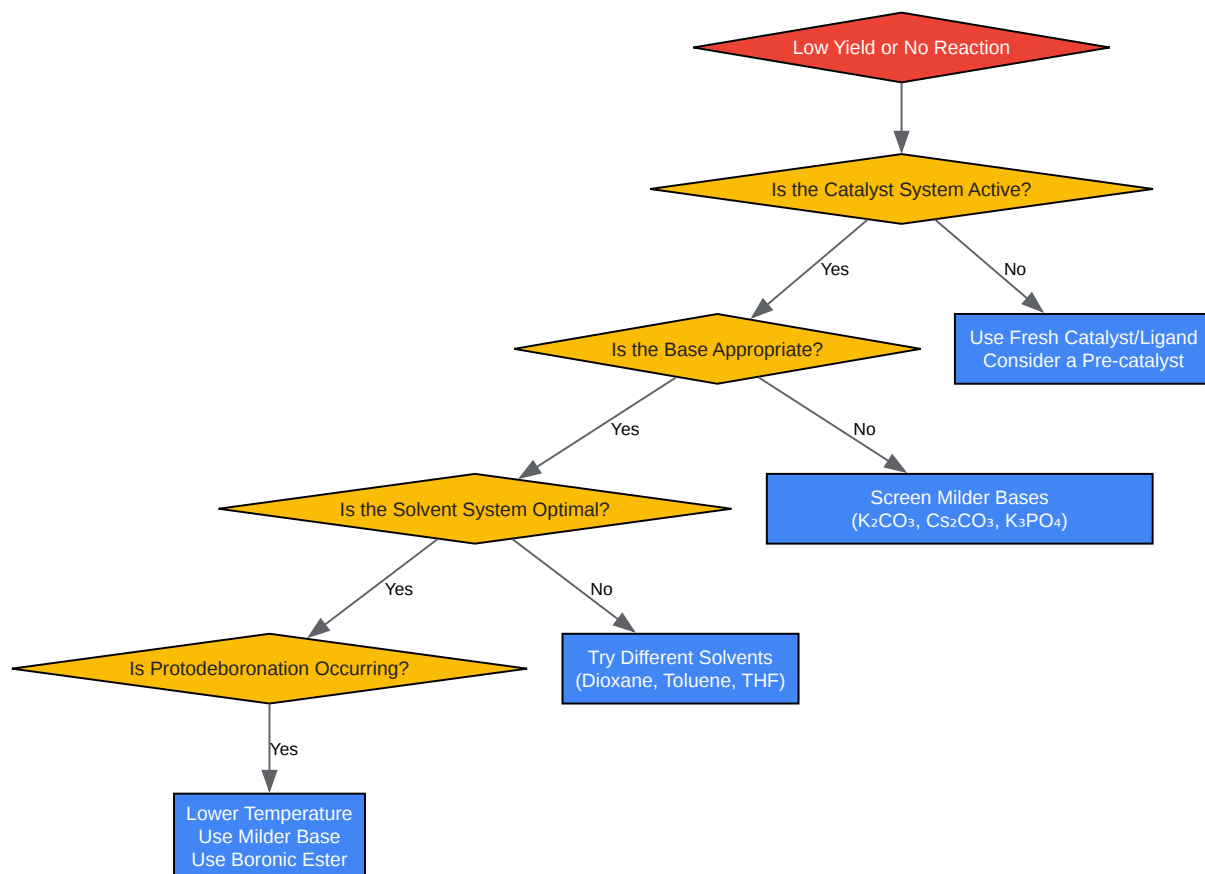 Low Yield or No Reaction
Is the Catalyst System Active?
Yes
No
Is the Base Appropriate?
Use Fresh Catalyst/Ligand
Consider a Pre-catalyst
Yes
No
Is the Solvent System Optimal?
Screen Milder Bases
(K₂CO₃, Cs₂CO₃, K₃PO₄)
Yes
No
Is Protodeboronation Occurring?
Try Different Solvents
(Dioxane, Toluene, THF)
Yes
Lower Temperature
Use Milder Base
Use Boronic Ester